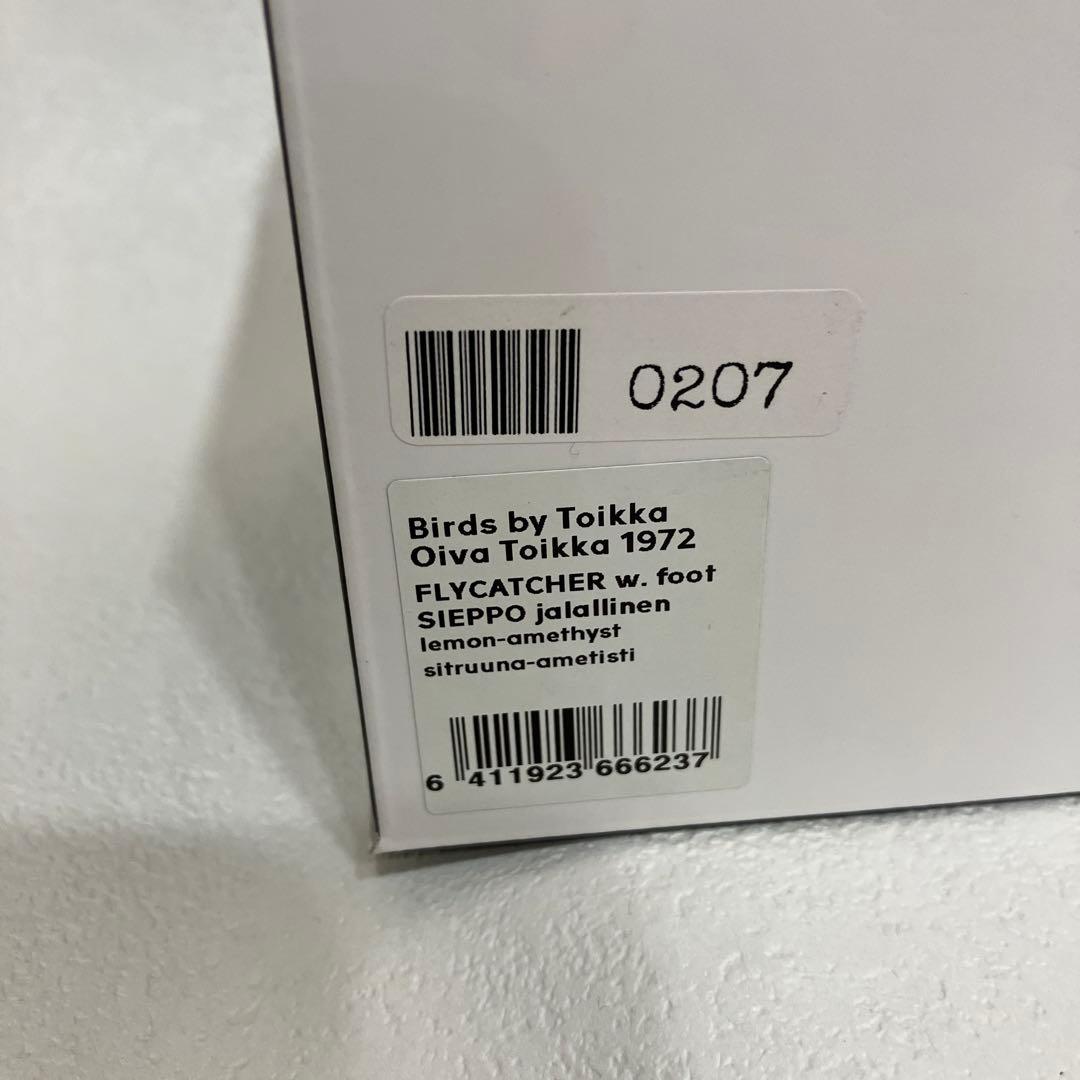 0207
Birds by Toikka
Oiva Toikka 1972
FLYCATCHER w. foot
SIEPPO jalallinen
lemon-amethyst
sitruuna-ametisti
6 411923 666237